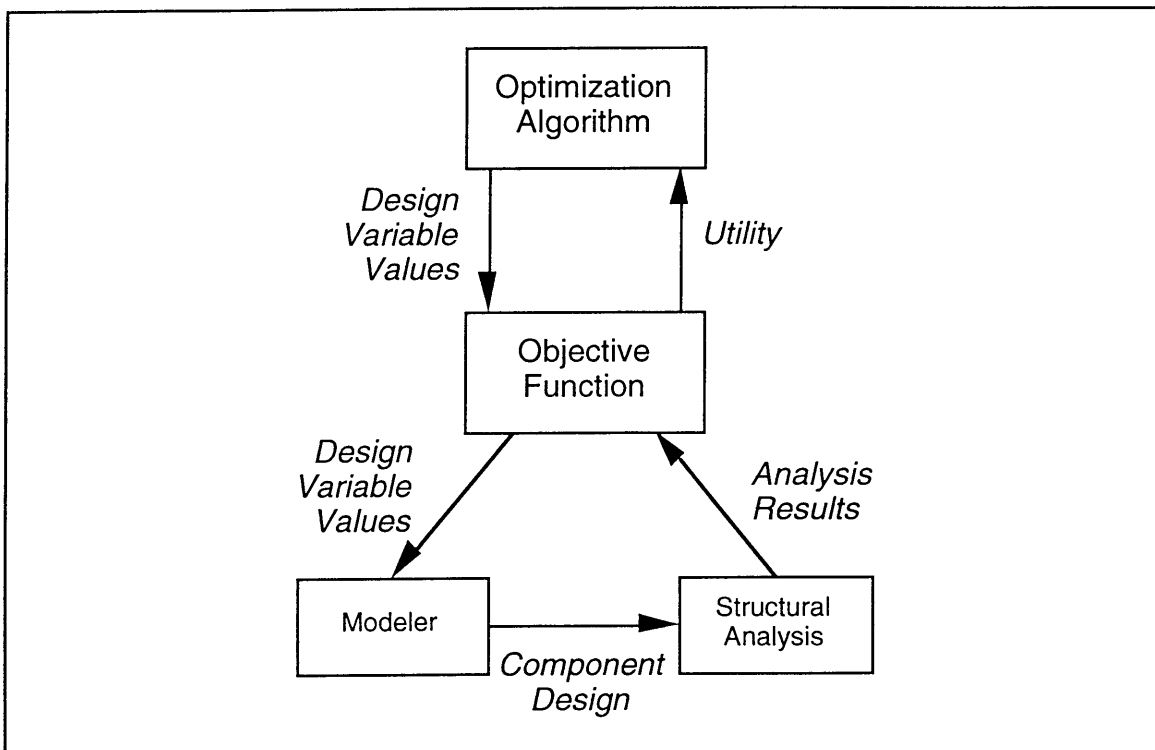 Optimization
Algorithm
Design
Variable
Values
Utility
Objective
Function
Design
Variable
Values
Analysis
Results
Modeler
Structural
Analysis
Component
Design